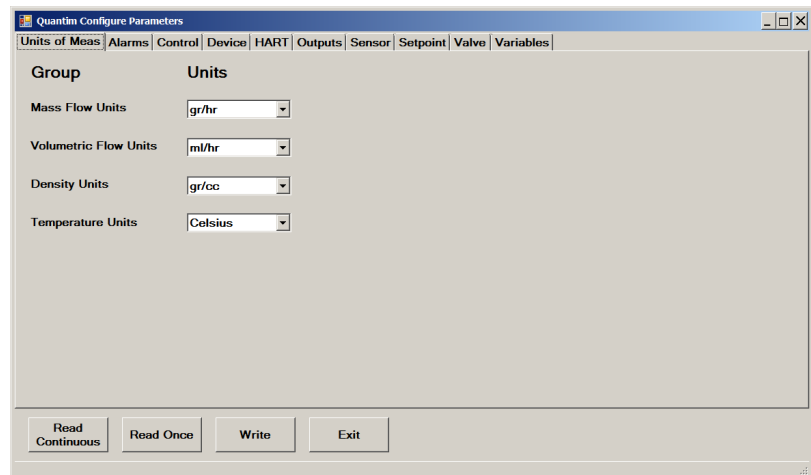 Quantim Configure Parameters
Units of Meas Alarms Control Device HART Outputs Sensor Setpoint Valve Variables
Group Units
Mass Flow Units gr/hr
Volumetric Flow Units ml/hr
Density Units gr/cc
Temperature Units Celsius
Read Continuous Read Once Write Exit